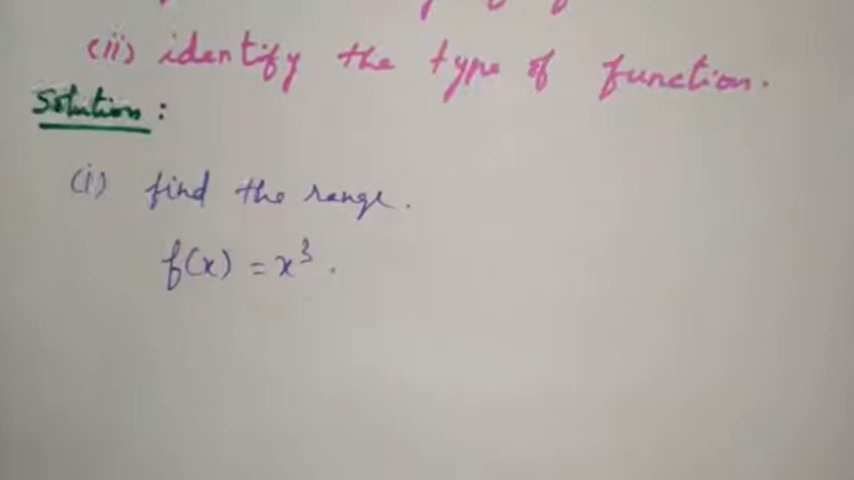 (ii) identify the type of function.
Solution :
(i) find the range.
f(x) = x³.